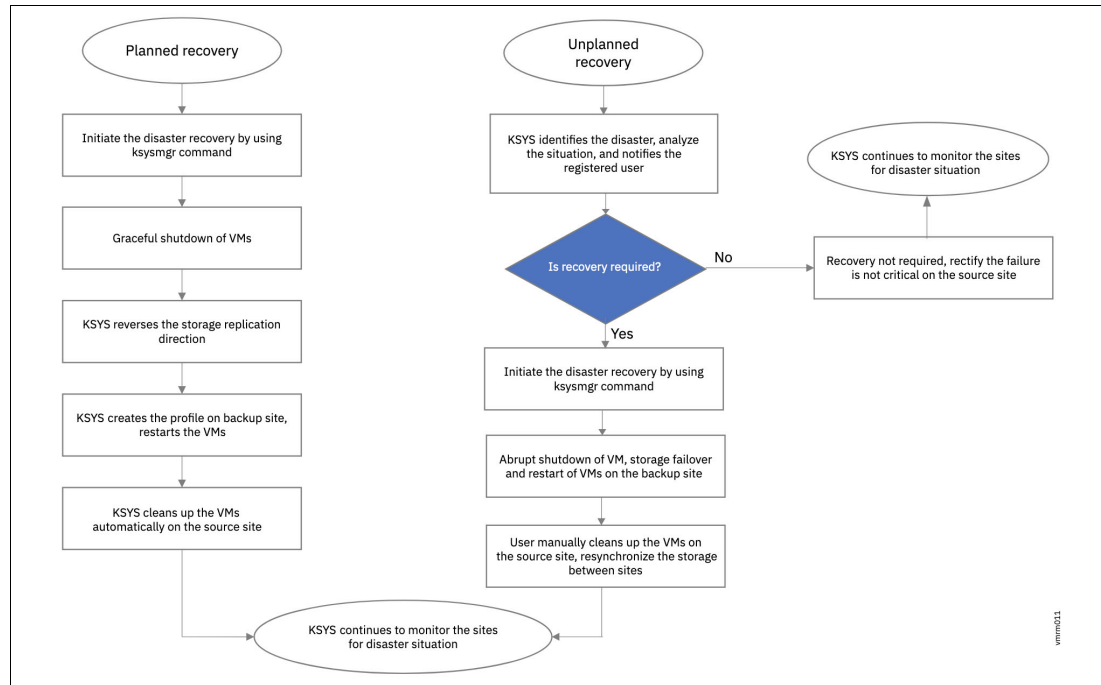 Planned recovery
Initiate the disaster recovery by using
ksysmgr command
Graceful shutdown of VMs
KSYS reverses the storage replication
direction
KSYS creates the profile on backup site,
restarts the VMs
KSYS cleans up the VMs
automatically on the source site
Unplanned
recovery
KSYS identifies the disaster, analyze
the situation, and notifies the
registered user
Is recovery required?
No
Recovery not required, rectify the failure
is not critical on the source site
KSYS continues to monitor the sites
for disaster situation
Yes
Initiate the disaster recovery by using
ksysmgr command
Abrupt shutdown of VM, storage failover
and restart of VMs on the backup site
User manually cleans up the VMs on
the source site, resynchronize the storage
between sites
KSYS continues to monitor the sites
for disaster situation
vmrm011